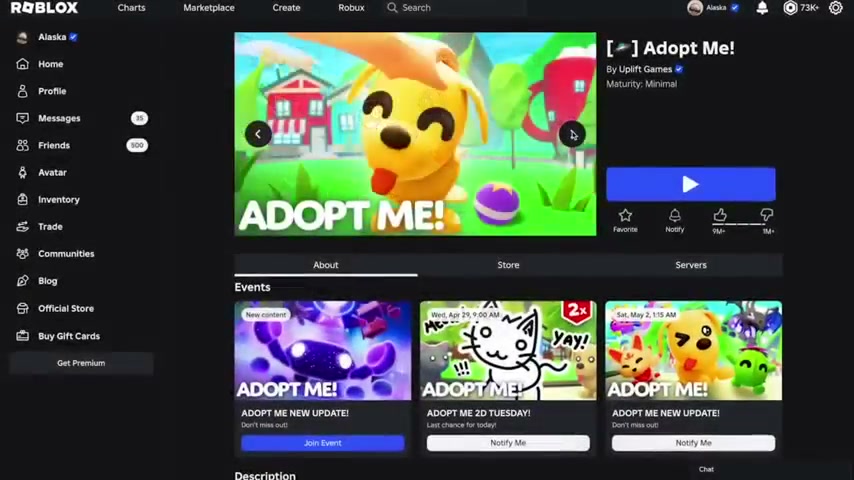 ROBLOX
Charts
Marketplace
Create
Robux
Search
Alaska
73K+
Alaska
Home
Profile
Messages
35
Friends
500
Avatar
Inventory
Trade
Communities
Blog
Official Store
Buy Gift Cards
Get Premium
ADOPT ME!
[🛸] Adopt Me!
By Uplift Games
Maturity: Minimal
Favorite
Notify
9M+
1M+
About
Store
Servers
Events
New content
ADOPT ME!
ADOPT ME NEW UPDATE!
Don't miss out!
Join Event
Wed, Apr 29, 9:00 AM
2x
YAY!
!!!
ADOPT ME!
ADOPT ME 2D TUESDAY!
Last chance for today!
Notify Me
Sat, May 2, 1:15 AM
ADOPT ME!
ADOPT ME NEW UPDATE!
Don't miss out!
Notify Me
Description
Chat